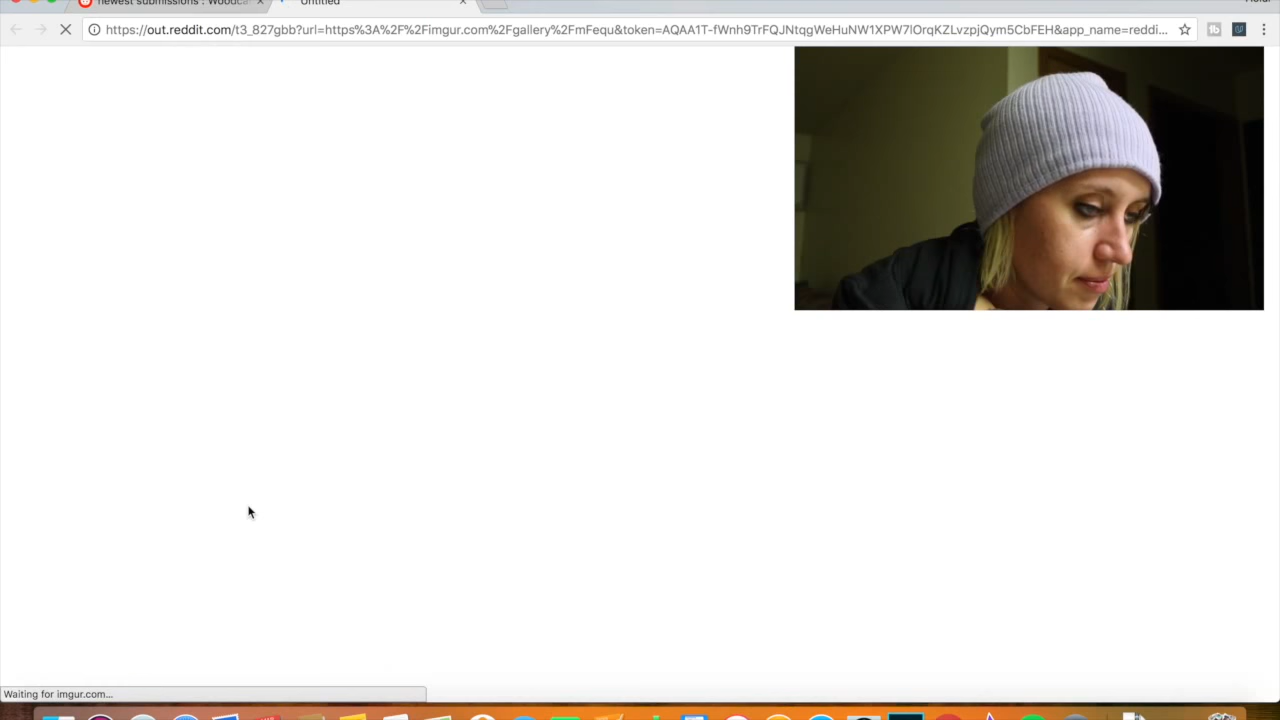 newest submissions : Woodca
Untitled
https://out.reddit.com/t3_827gbb?url=https%3A%2F%2Fimgur.com%2Fgallery%2FmFequ&token=AQAA1T-fWnh9TrFQJNtqgWeHuNW1XPW7lOrqKZLvzpjQym5CbFEH&app_name=reddi...
Waiting for imgur.com...